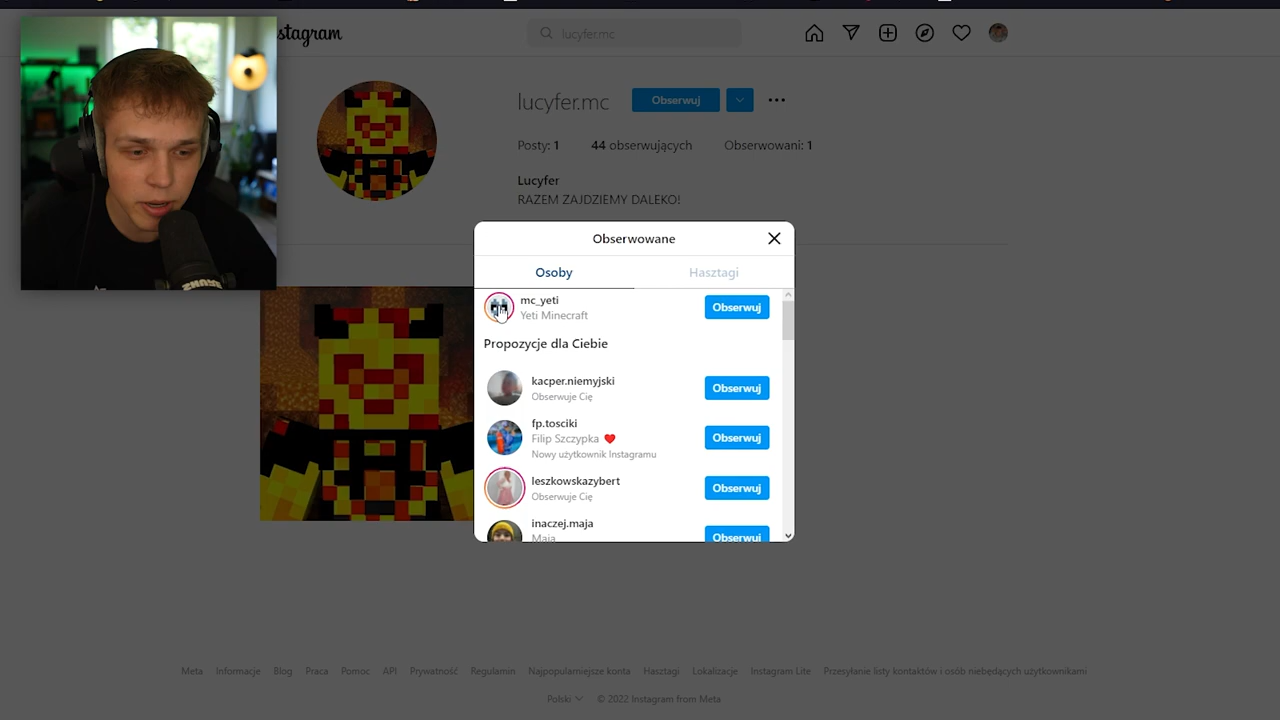 stagram
lucyfer.mc
lucyfer.mc
Obserwuj
Posty: 1
44 obserwujących
Obserwowani: 1
Lucyfer
RAZEM ZAJDZIEMY DALEKO!
Obserwowane
Osoby
Hasztagi
mc_yeti
Yeti Minecraft
Obserwuj
Propozycje dla Ciebie
kacper.niemyjski
Obserwuje Cię
Obserwuj
fp.tosciki
Filip Szczypka ❤️
Nowy użytkownik Instagramu
Obserwuj
leszkowskazybert
Obserwuje Cię
Obserwuj
inaczej.maja
Maja
Obserwuj
Meta Informacje Blog Praca Pomoc API Prywatność Regulamin Najpopularniejsze konta Hasztagi Lokalizacje Instagram Lite Przesyłanie listy kontaktów i osób niebędących użytkownikami
Polski © 2022 Instagram from Meta